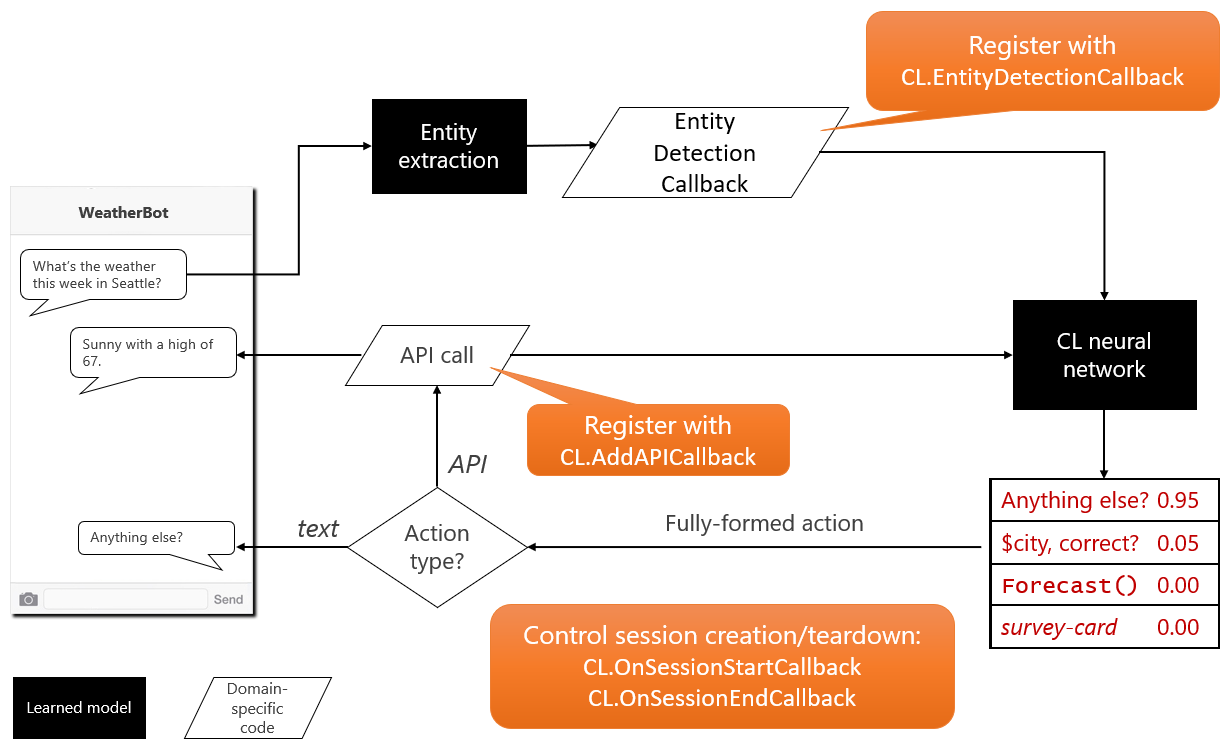 Register with
CL.EntityDetectionCallback
Entity
extraction
Entity
Detection
Callback
WeatherBot
What's the weather
this week in Seattle?
Sunny with a high of
67.
API call
CL neural
network
Register with
CL.AddAPICallback
API
Anything else? 0.95
$city, correct? 0.05
Forecast() 0.00
survey-card 0.00
Fully-formed action
text
Action
type?
Anything else?
Send
Control session creation/teardown:
CL.OnSessionStartCallback
CL.OnSessionEndCallback
Learned model
Domain-
specific
code